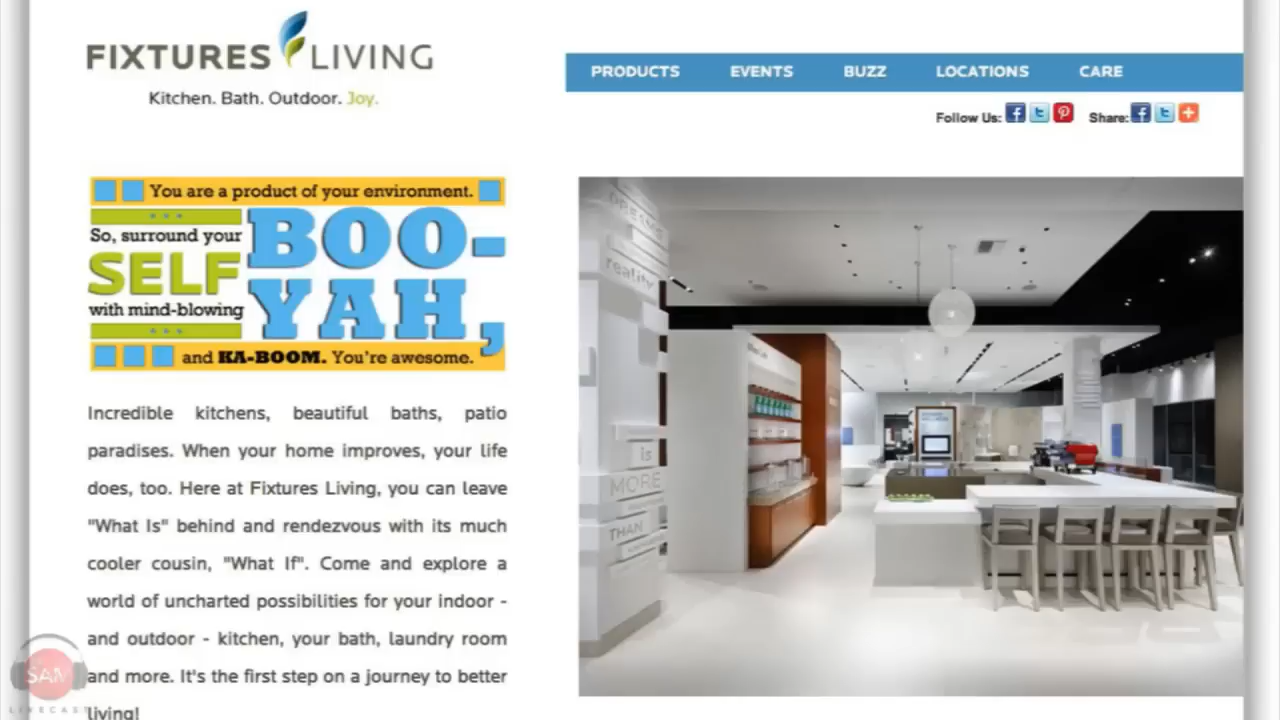 FIXTURES LIVING
Kitchen. Bath. Outdoor. Joy.
PRODUCTS EVENTS BUZZ LOCATIONS CARE
Follow Us: Share:
You are a product of your environment.
So, surround your
SELF
with mind-blowing
BOO-
YAH,
and KA-BOOM. You're awesome.
Incredible kitchens, beautiful baths, patio
paradises. When your home improves, your life
does, too. Here at Fixtures Living, you can leave
"What Is" behind and rendezvous with its much
cooler cousin, "What If". Come and explore a
world of uncharted possibilities for your indoor -
and outdoor - kitchen, your bath, laundry room
and more. It's the first step on a journey to better
living!
DREAMS
reality
is
MORE
THAN
SAM
LIVECAST